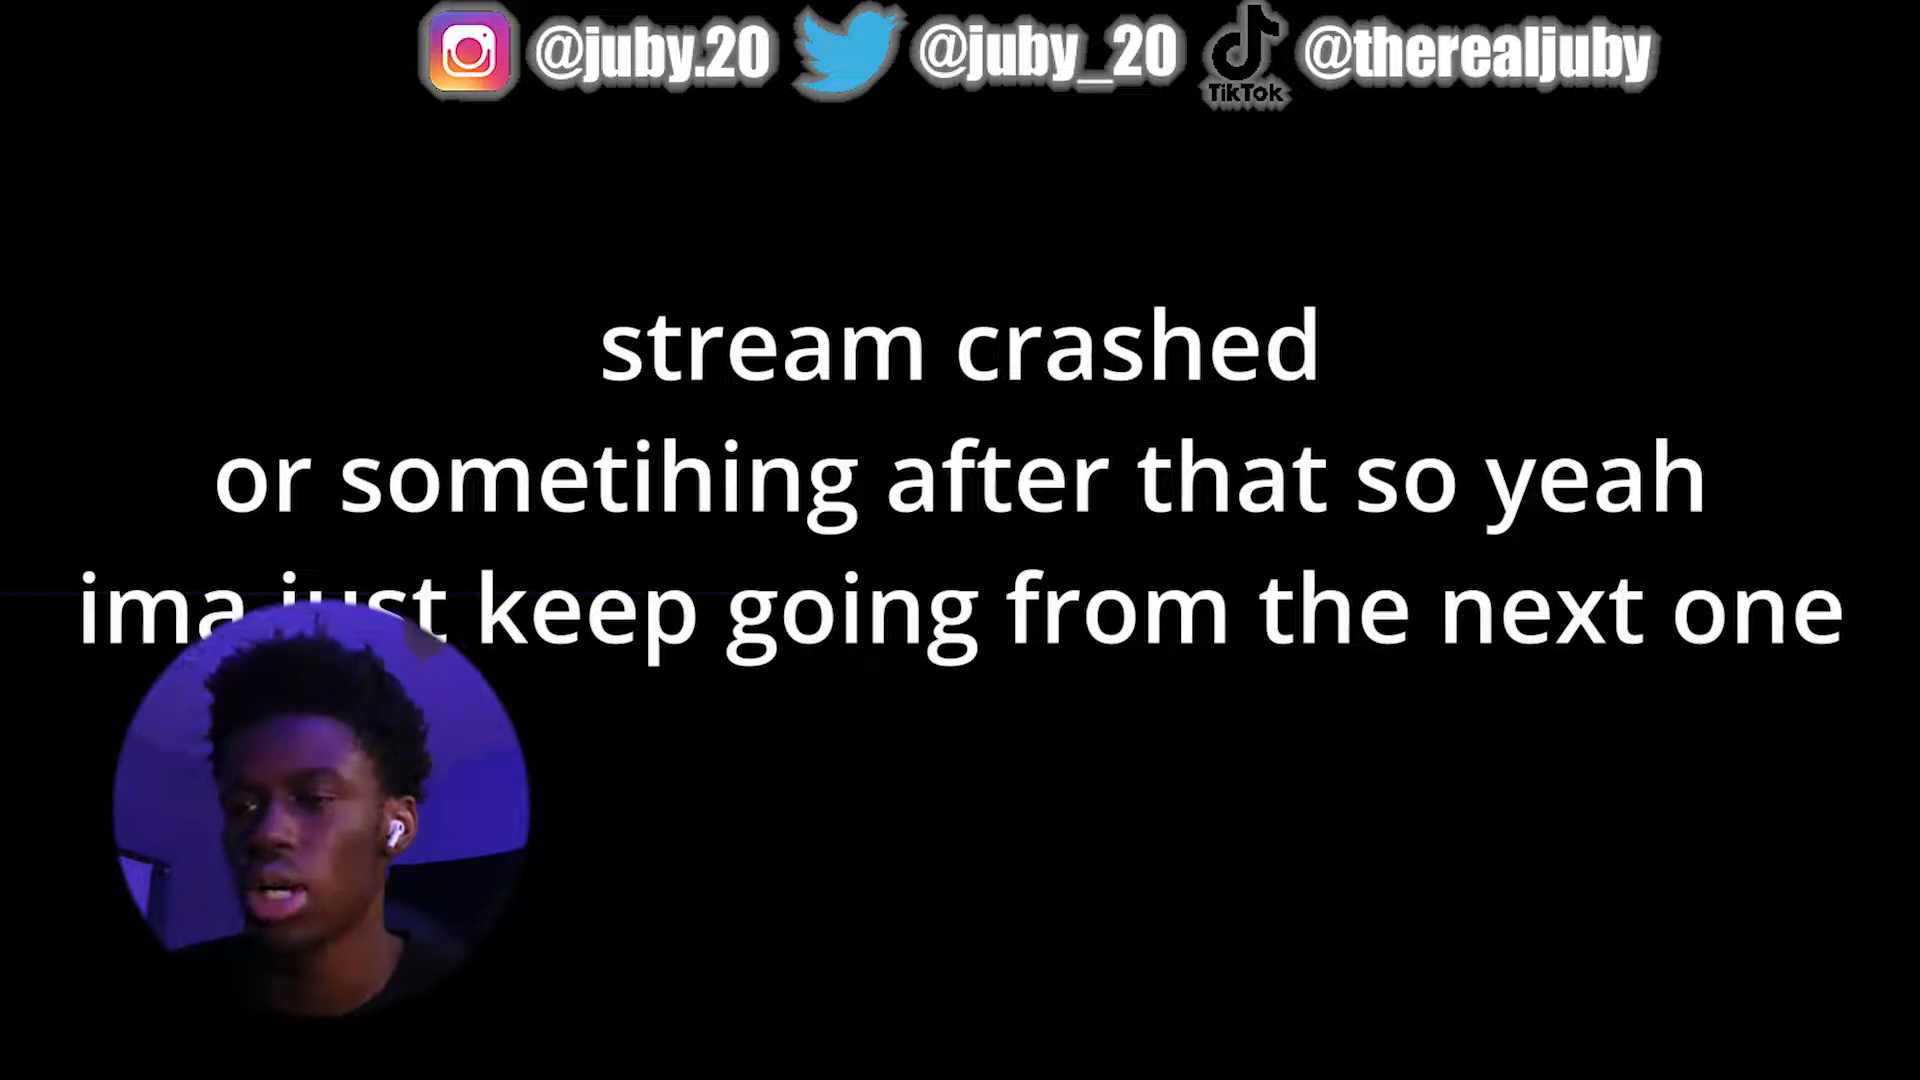 @juby.20 @juby_20 TikTok @therealjuby
stream crashed
or sometihing after that so yeah
ima just keep going from the next one